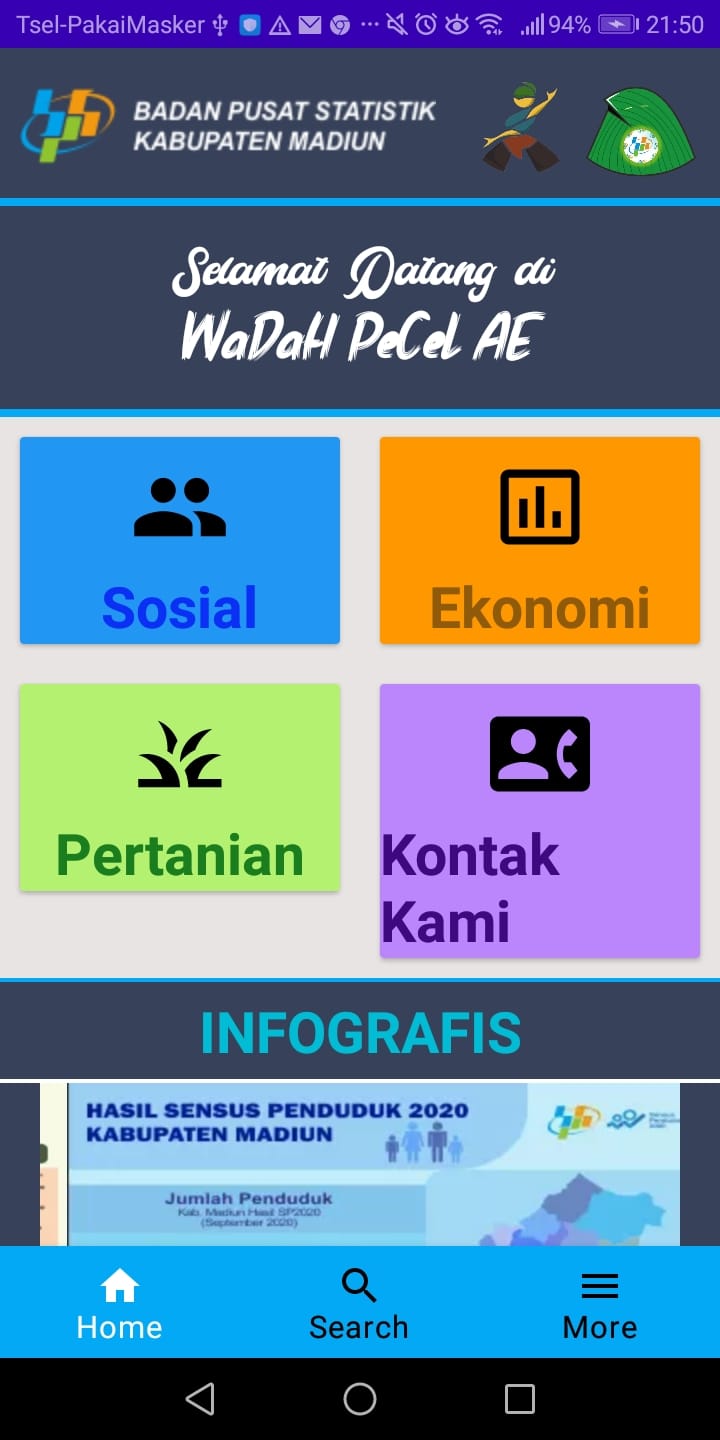 Tsel-PakaiMasker 94% 21:50
BADAN PUSAT STATISTIK
KABUPATEN MADIUN
Selamat Datang di
WaDaH PeCel AE
Sosial
Ekonomi
Pertanian
Kontak
Kami
INFOGRAFIS
HASIL SENSUS PENDUDUK 2020
KABUPATEN MADIUN
Jumlah Penduduk
Kab. Madiun Hasil SP2020
(September 2020)
Home
Search
More